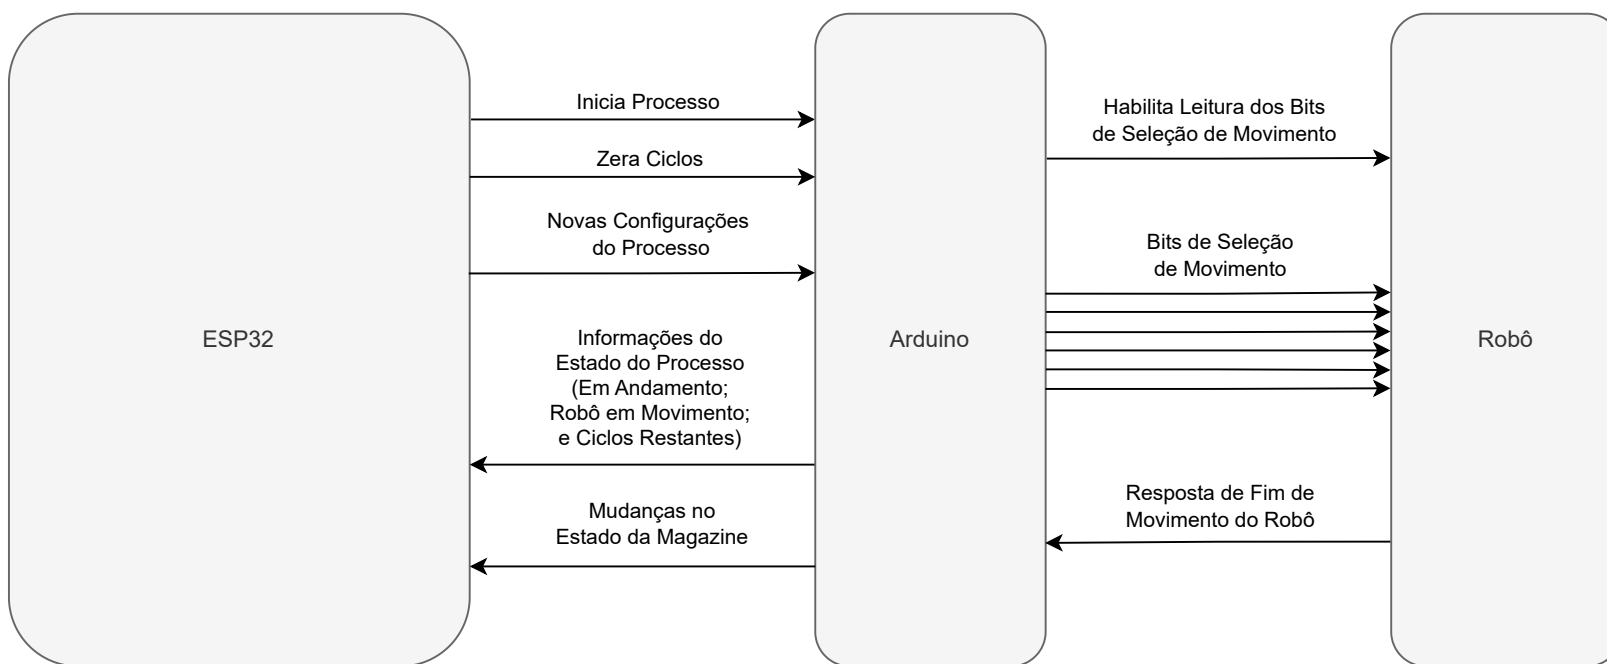 Inicia Processo
Zera Ciclos
Novas Configurações
do Processo
ESP32
Informações do
Estado do Processo
(Em Andamento;
Robô em Movimento;
e Ciclos Restantes)
Mudanças no
Estado da Magazine
Arduino
Habilita Leitura dos Bits
de Seleção de Movimento
Bits de Seleção
de Movimento
Resposta de Fim de
Movimento do Robô
Robô